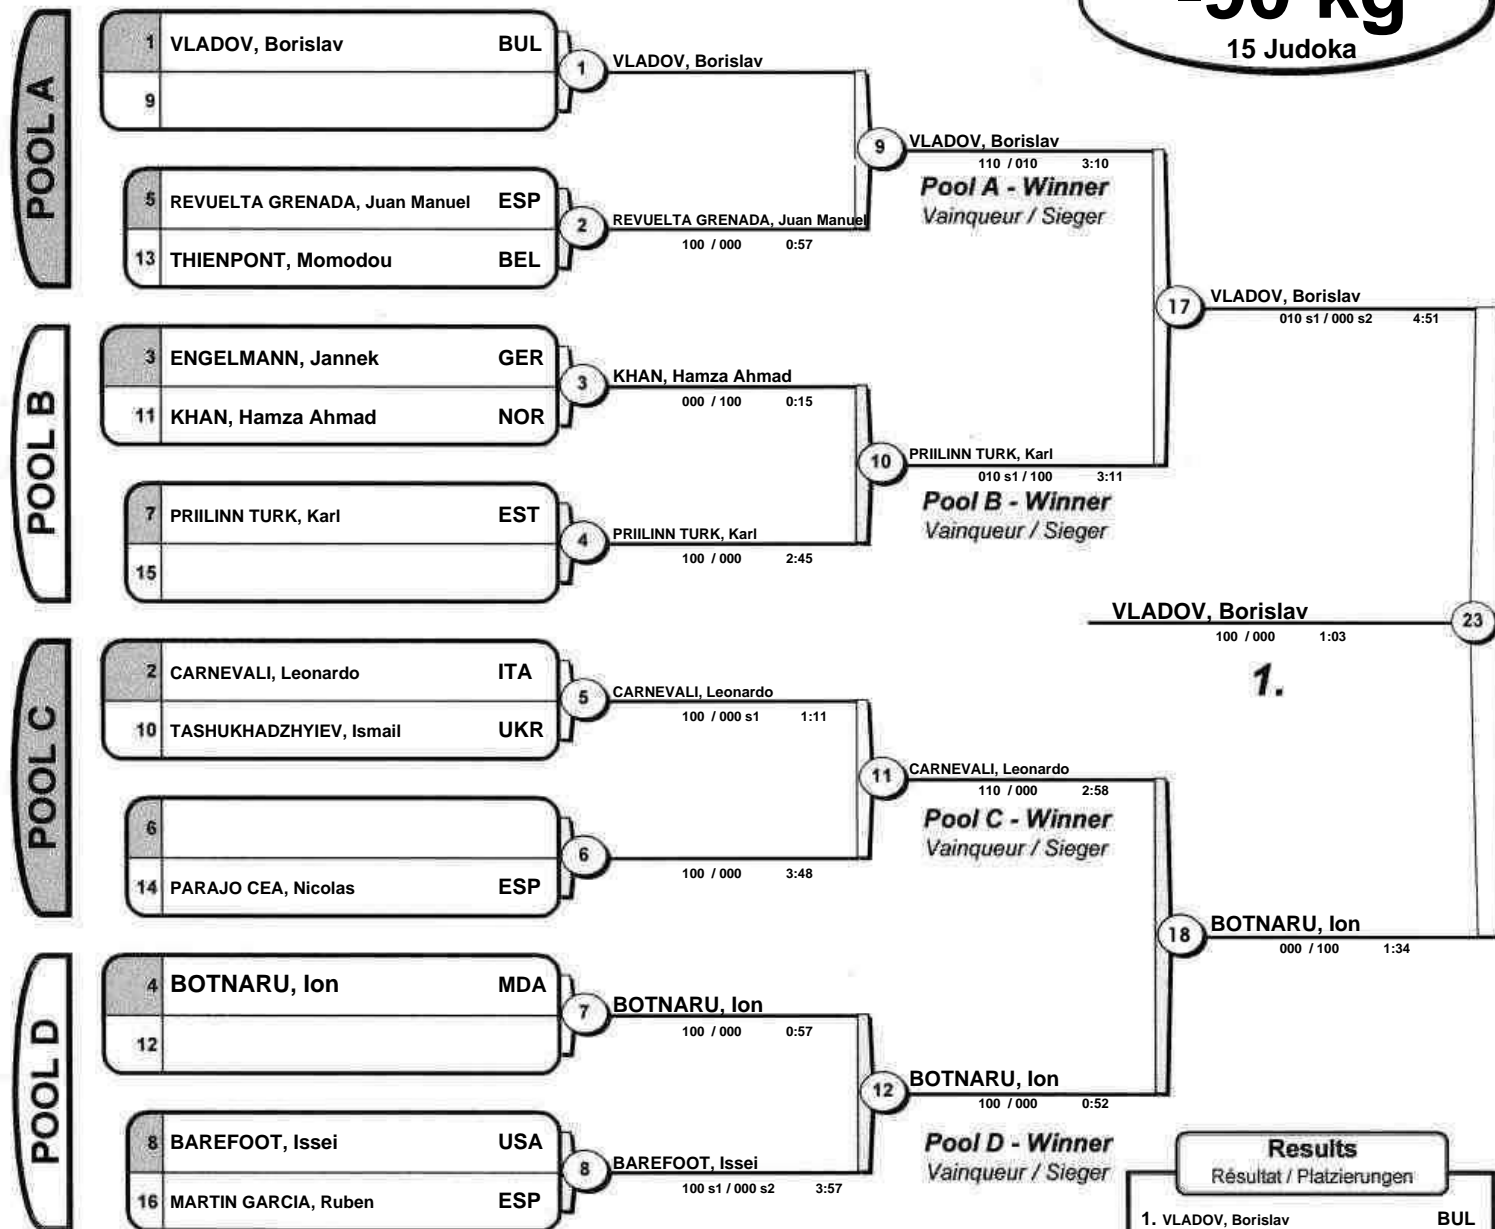 -90 kg
15 Judoka
POOL A
1 VLADOV, Borislav BUL
9
1 VLADOV, Borislav
5 REVUELTA GRENADA, Juan Manuel ESP
13 THIENPONT, Momodou BEL
2 REVUELTA GRENADA, Juan Manuel
100 / 000 0:57
9 VLADOV, Borislav
110 / 010 3:10
Pool A - Winner
Vainqueur / Sieger
POOL B
3 ENGELMANN, Jannek GER
11 KHAN, Hamza Ahmad NOR
3 KHAN, Hamza Ahmad
000 / 100 0:15
7 PRIILINN TURK, Karl EST
15
4 PRIILINN TURK, Karl
100 / 000 2:45
10 PRIILINN TURK, Karl
010 s1 / 100 3:11
Pool B - Winner
Vainqueur / Sieger
17 VLADOV, Borislav
010 s1 / 000 s2 4:51
VLADOV, Borislav 23
100 / 000 1:03
1.
POOL C
2 CARNEVALI, Leonardo ITA
10 TASHUKHADZHYIEV, Ismail UKR
5 CARNEVALI, Leonardo
100 / 000 s1 1:11
6
14 PARAJO CEA, Nicolas ESP
6
100 / 000 3:48
11 CARNEVALI, Leonardo
110 / 000 2:58
Pool C - Winner
Vainqueur / Sieger
POOL D
4 BOTNARU, Ion MDA
12
7 BOTNARU, Ion
100 / 000 0:57
8 BAREFOOT, Issei USA
16 MARTIN GARCIA, Ruben ESP
8 BAREFOOT, Issei
100 s1 / 000 s2 3:57
12 BOTNARU, Ion
100 / 000 0:52
Pool D - Winner
Vainqueur / Sieger
18 BOTNARU, Ion
000 / 100 1:34
Results
Résultat / Platzierungen
1. VLADOV, Borislav BUL